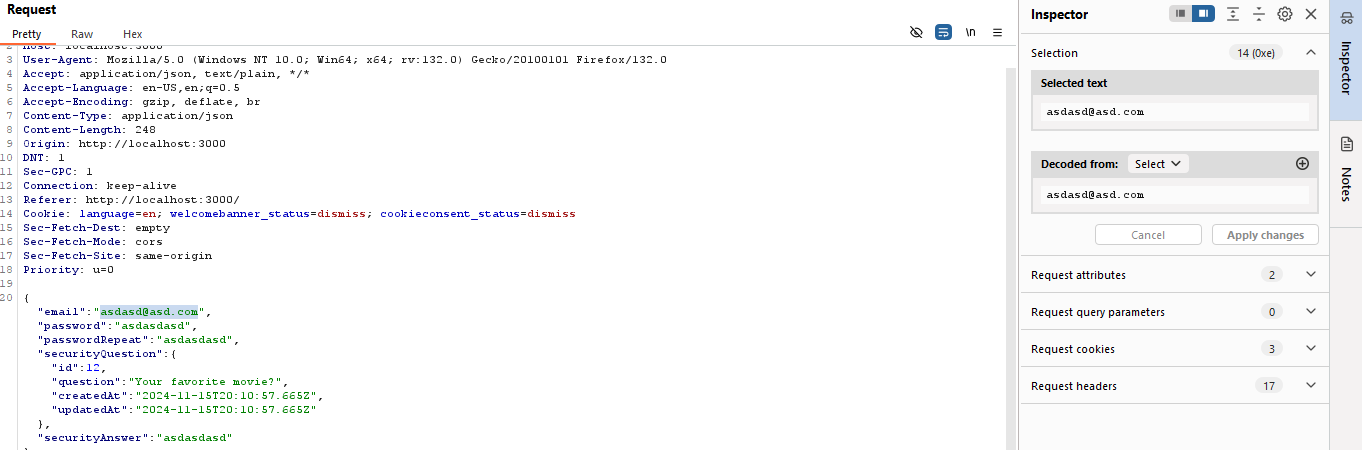 Request
Pretty Raw Hex
\n
2 Host: localhost:3000
3 User-Agent: Mozilla/5.0 (Windows NT 10.0; Win64; x64; rv:132.0) Gecko/20100101 Firefox/132.0
4 Accept: application/json, text/plain, */*
5 Accept-Language: en-US,en;q=0.5
6 Accept-Encoding: gzip, deflate, br
7 Content-Type: application/json
8 Content-Length: 248
9 Origin: http://localhost:3000
10 DNT: 1
11 Sec-GPC: 1
12 Connection: keep-alive
13 Referer: http://localhost:3000/
14 Cookie: language=en; welcomebanner_status=dismiss; cookieconsent_status=dismiss
15 Sec-Fetch-Dest: empty
16 Sec-Fetch-Mode: cors
17 Sec-Fetch-Site: same-origin
18 Priority: u=0
19
20 {
"email":"asdasd@asd.com",
"password":"asdasdasd",
"passwordRepeat":"asdasdasd",
"securityQuestion":{
"id":12,
"question":"Your favorite movie?",
"createdAt":"2024-11-15T20:10:57.665Z",
"updatedAt":"2024-11-15T20:10:57.665Z"
},
"securityAnswer":"asdasdasd"
Inspector
Selection 14 (0xe)
Selected text
asdasd@asd.com
Decoded from: Select
asdasd@asd.com
Cancel Apply changes
Request attributes 2
Request query parameters 0
Request cookies 3
Request headers 17
Inspector
Notes